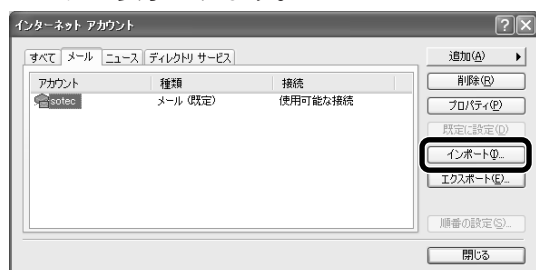 インターネット アカウント
すべて メール ニュース ディレクトリ サービス
アカウント 種類 接続
sotec メール (既定) 使用可能な接続
追加(A)
削除(R)
プロパティ(P)
既定に設定(D)
インポート(I)...
エクスポート(E)...
順番の設定(S)...
閉じる